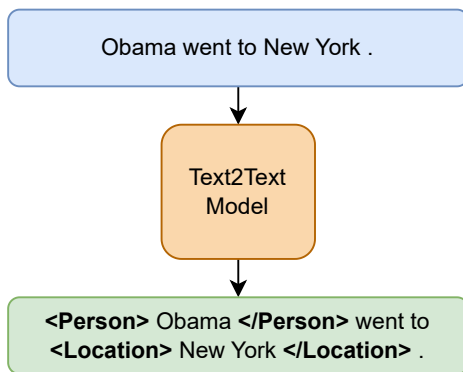 Obama went to New York .
Text2Text
Model
<Person> Obama </Person> went to
<Location> New York </Location> .